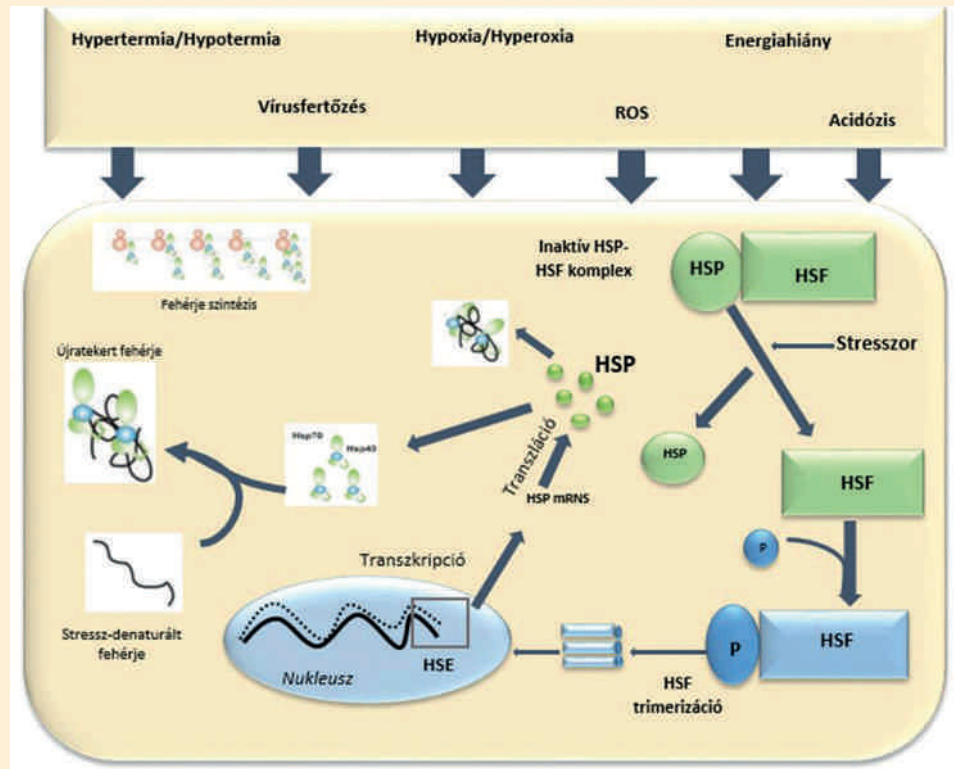 Hypertermia/Hypotermia
Hypoxia/Hyperoxia
Energiahiány
Vírusfertőzés
ROS
Acidózis
Fehérje szintézis
Inaktív HSP-
HSF komplex
HSP
HSF
Stresszor
HSP
HSF
P
P
HSF
HSF
trimerizáció
HSE
Nukleusz
Transzkripció
HSP mRNS
Transzláció
HSP
Hsp70
Hsp40
Újratekert fehérje
Stressz-denaturált
fehérje